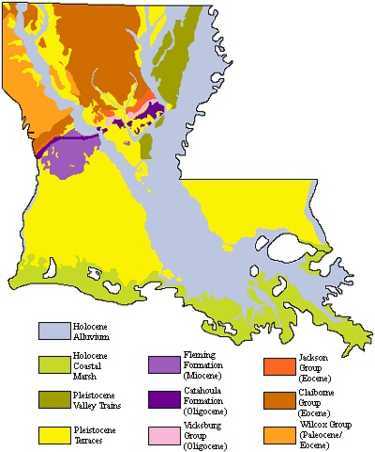 Holocene
Alluvium
Holocene
Coastal
Marsh
Pleistocene
Valley Trains
Pleistocene
Terraces
Fleming
Formation
(Miocene)
Catahoula
Formation
(Oligocene)
Vicksburg
Group
(Oligocene)
Jackson
Group
(Eocene)
Claiborne
Group
(Eocene)
Wilcox Group
(Paleocene/
Eocene)